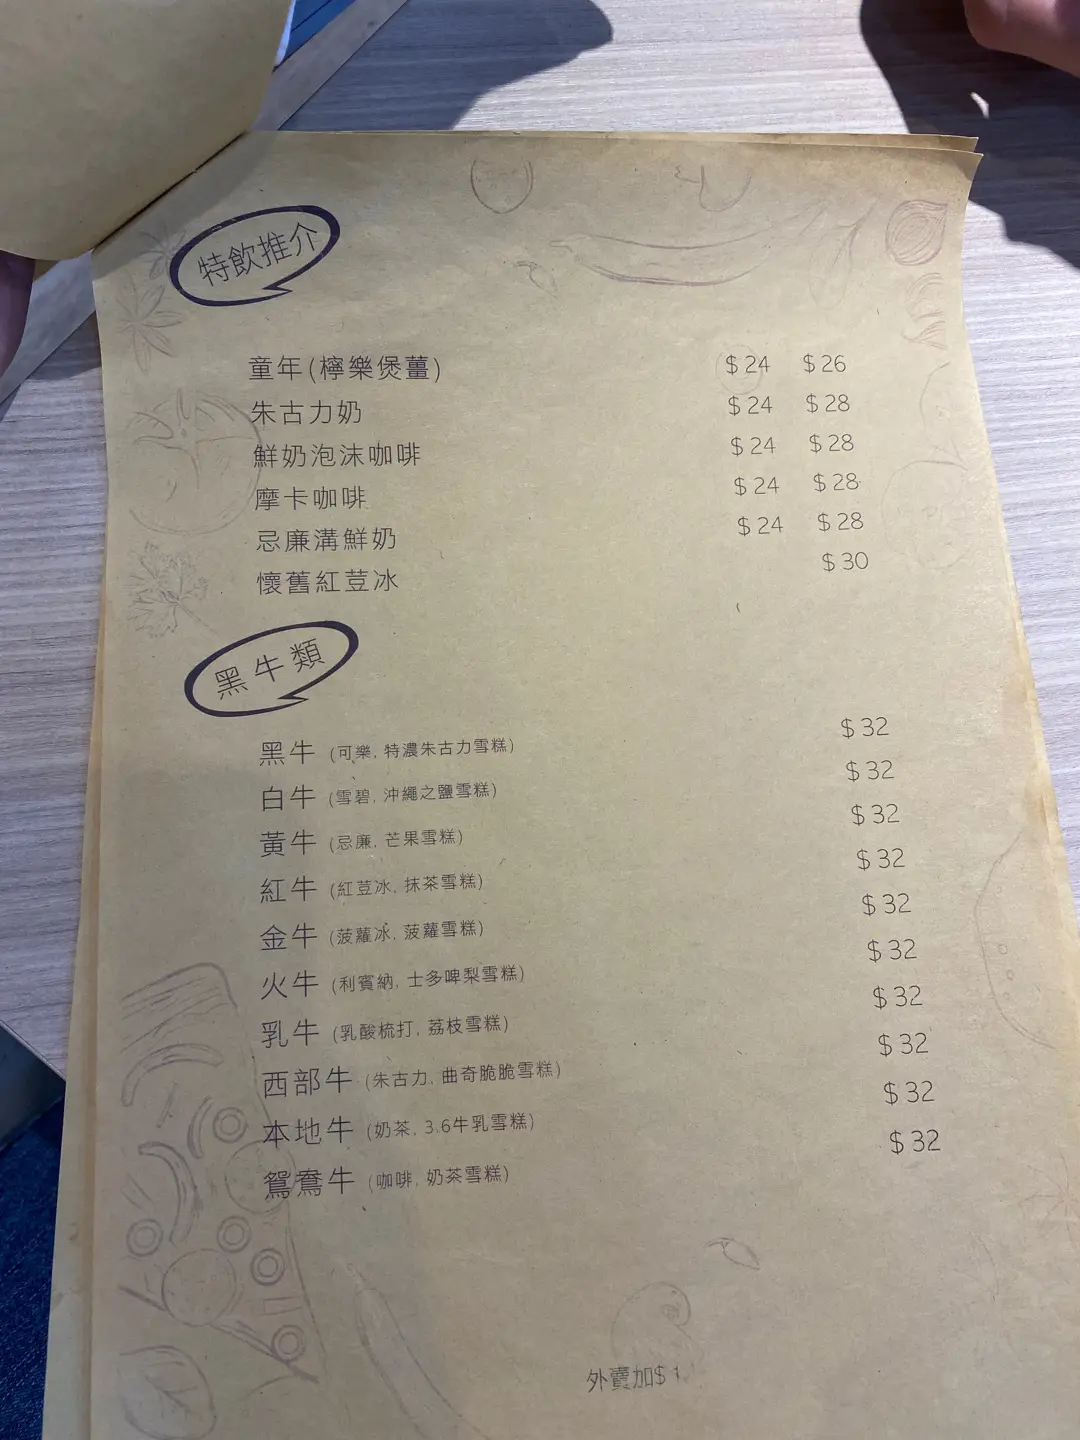 特飲推介
童年(檸樂煲薑) $24 $26
朱古力奶 $24 $28
鮮奶泡沫咖啡 $24 $28
摩卡咖啡 $24 $28
忌廉溝鮮奶 $24 $28
懷舊紅荳冰 $30
黑牛類
黑牛 (可樂, 特濃朱古力雪糕) $32
白牛 (雪碧, 沖繩之鹽雪糕) $32
黃牛 (忌廉, 芒果雪糕) $32
紅牛 (紅荳冰, 抹茶雪糕) $32
金牛 (菠蘿冰, 菠蘿雪糕) $32
火牛 (利賓納, 士多啤梨雪糕) $32
乳牛 (乳酸梳打, 荔枝雪糕) $32
西部牛 (朱古力, 曲奇脆脆雪糕) $32
本地牛 (奶茶, 3.6牛乳雪糕) $32
鴛鴦牛 (咖啡, 奶茶雪糕) $32
外賣加$1